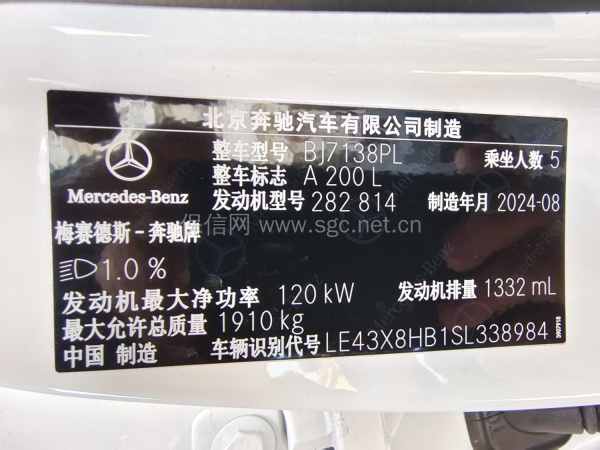 北京奔驰汽车有限公司制造
整车型号 BJ7138PL 乘坐人数 5
整车标志 A 200 L
发动机型号 282 814 制造年月 2024-08
Mercedes-Benz
保信网 www.sgc.net.cn
梅赛德斯-奔驰牌
1.0 %
发动机最大净功率 120 kW 发动机排量 1332 mL
最大允许总质量 1910 kg
中国 制造 车辆识别代号 LE43X8HB1SL338984